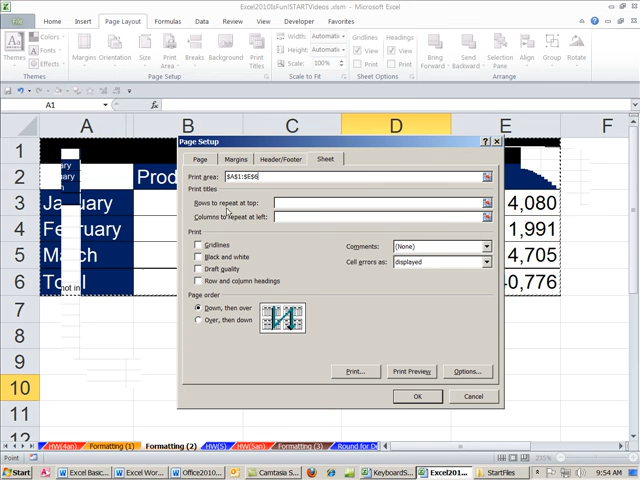 Excel2010IsFun!STARTVideos .xlsm - Microsoft Excel
File Home Insert Page Layout Formulas Data Review View Developer Acrobat
Themes Colors Fonts Effects Margins Orientation Size Print Area Breaks Background Print Titles Width: Automatic Height: Automatic Scale: 100% Gridlines Headings View View Print Print Bring Forward Send Backward Selection Pane Align Group Rotate
Themes Page Setup Scale to Fit Sheet Options Arrange
A1 fx
A B C D E F
1
2 Prod
3 January 4,080
4 February 1,991
5 March 4,705
6 Total 0,776
not in
7
8
9
10
11
12
Page Setup
Page Margins Header/Footer Sheet
Print area: $A$1:$E$6
Print titles
Rows to repeat at top:
Columns to repeat at left:
Print
Gridlines Comments: (None)
Black and white Cell errors as: displayed
Draft quality
Row and column headings
Page order
Down, then over
Over, then down
Print... Print Preview Options...
OK Cancel
HW(4an) Formatting (1) Formatting (2) HW(5) HW(5an) Formatting (3) Round for De
Ready 235%
Start Excel Basic... Excel Wor... Office2010... Camtasia S... KeyboardS... Excel201... StartFiles 9:54 AM